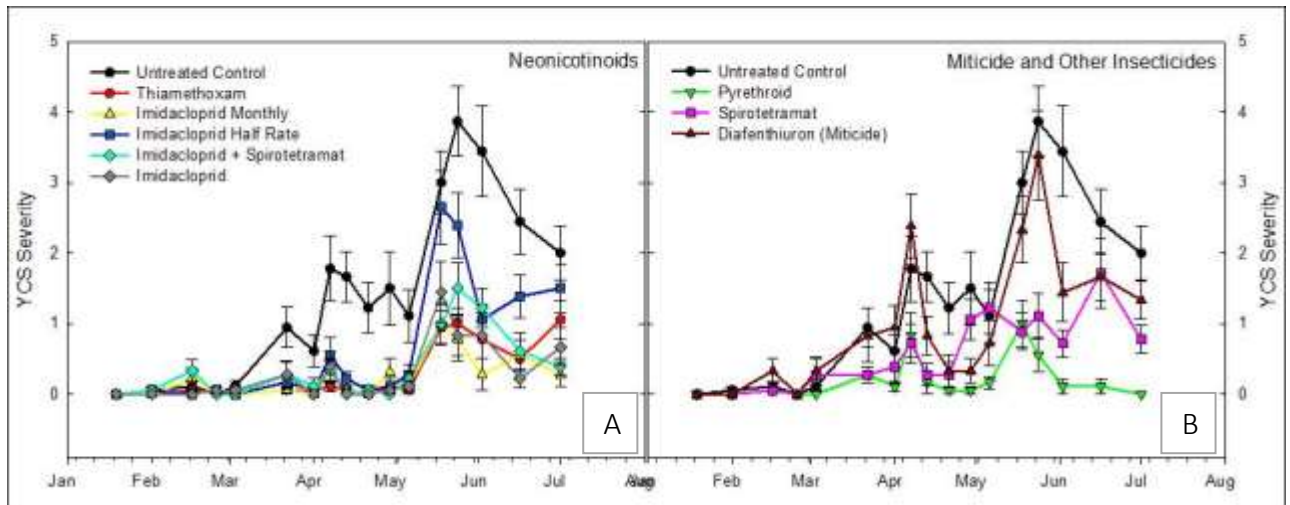 Neonicotinoids
Untreated Control
Thiamethoxam
Imidacloprid Monthly
Imidacloprid Half Rate
Imidacloprid + Spirotetramat
Imidacloprid
YCS Severity
5
4
3
2
1
0
A
Jan Feb Mar Apr May Jun Jul
Miticide and Other Insecticides
Untreated Control
Pyrethroid
Spirotetramat
Diafenthiuron (Miticide)
B
Feb Mar Apr May Jun Jul Aug
5
4
3
2
1
0
YCS Severity